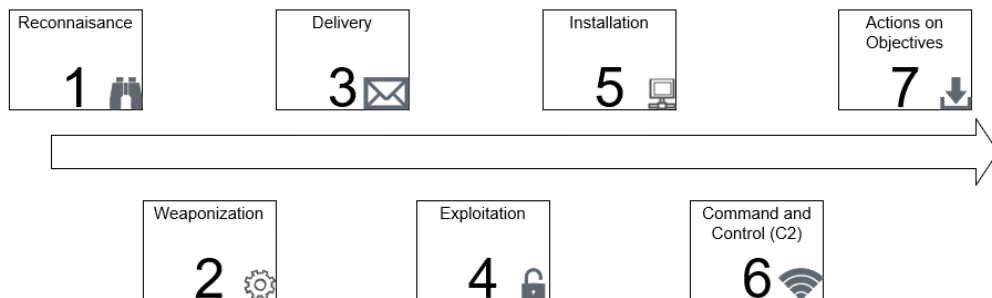 Reconnaisance
1
Delivery
3
Installation
5
Actions on
Objectives
7
Weaponization
2
Exploitation
4
Command and
Control (C2)
6